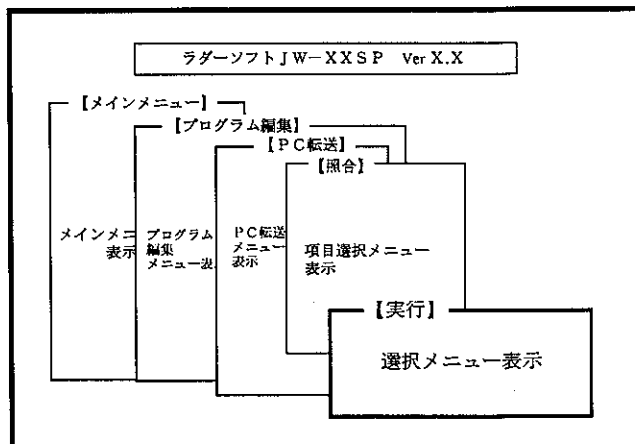 ラダーソフトJW-XXSP Ver X.X
【メインメニュー】
【プログラム編集】
【PC転送】
【照合】
メインメニ
表示
プログラム
編集
メニュー表
PC転送
メニュー
表示
項目選択メニュー
表示
【実行】
選択メニュー表示